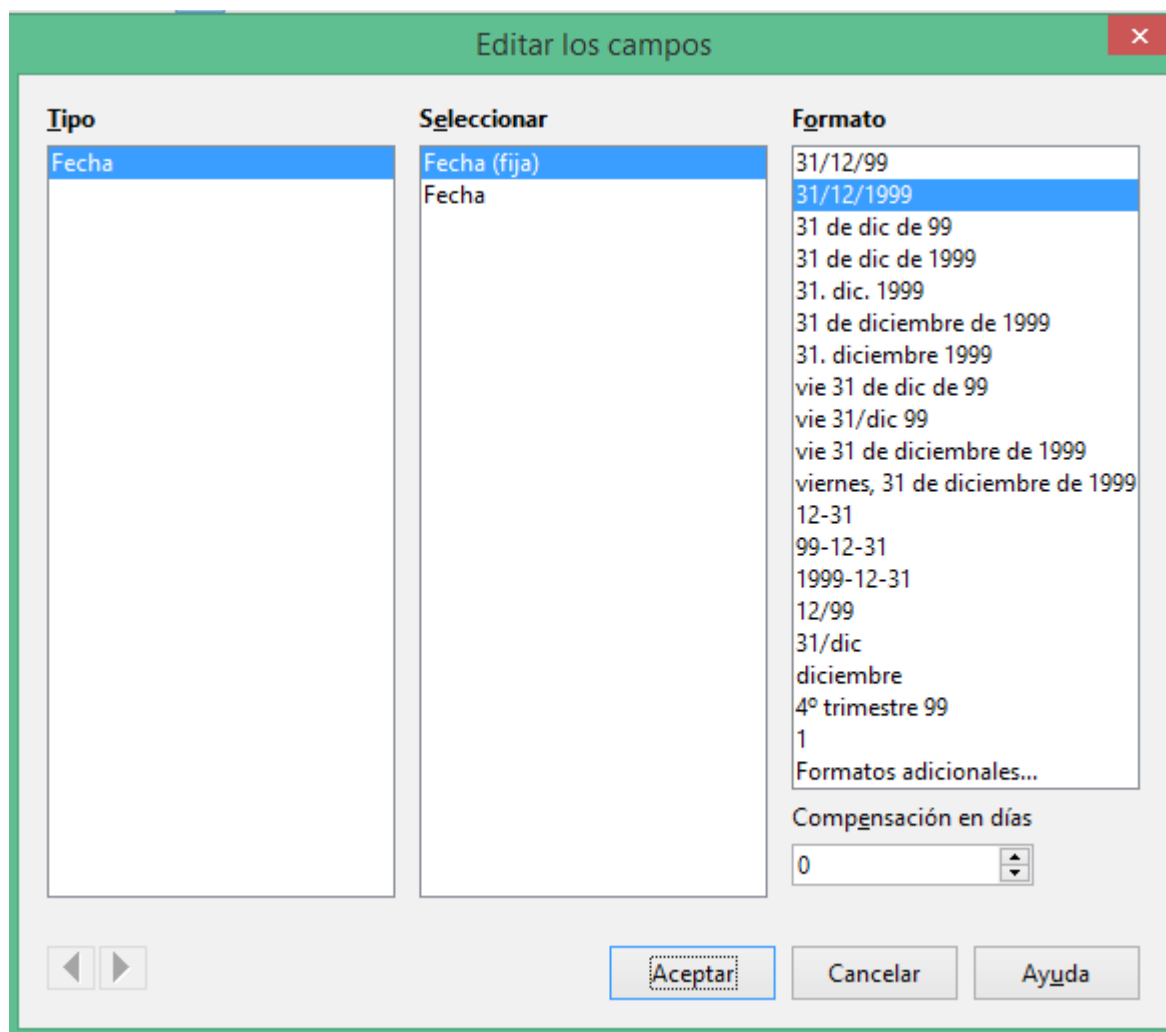 Editar los campos
Tipo
Fecha
Seleccionar
Fecha (fija)
Fecha
Formato
31/12/99
31/12/1999
31 de dic de 99
31 de dic de 1999
31. dic. 1999
31 de diciembre de 1999
31. diciembre 1999
vie 31 de dic de 99
vie 31/dic 99
vie 31 de diciembre de 1999
viernes, 31 de diciembre de 1999
12-31
99-12-31
1999-12-31
12/99
31/dic
diciembre
4º trimestre 99
1
Formatos adicionales...
Compensación en días
0
Aceptar
Cancelar
Ayuda